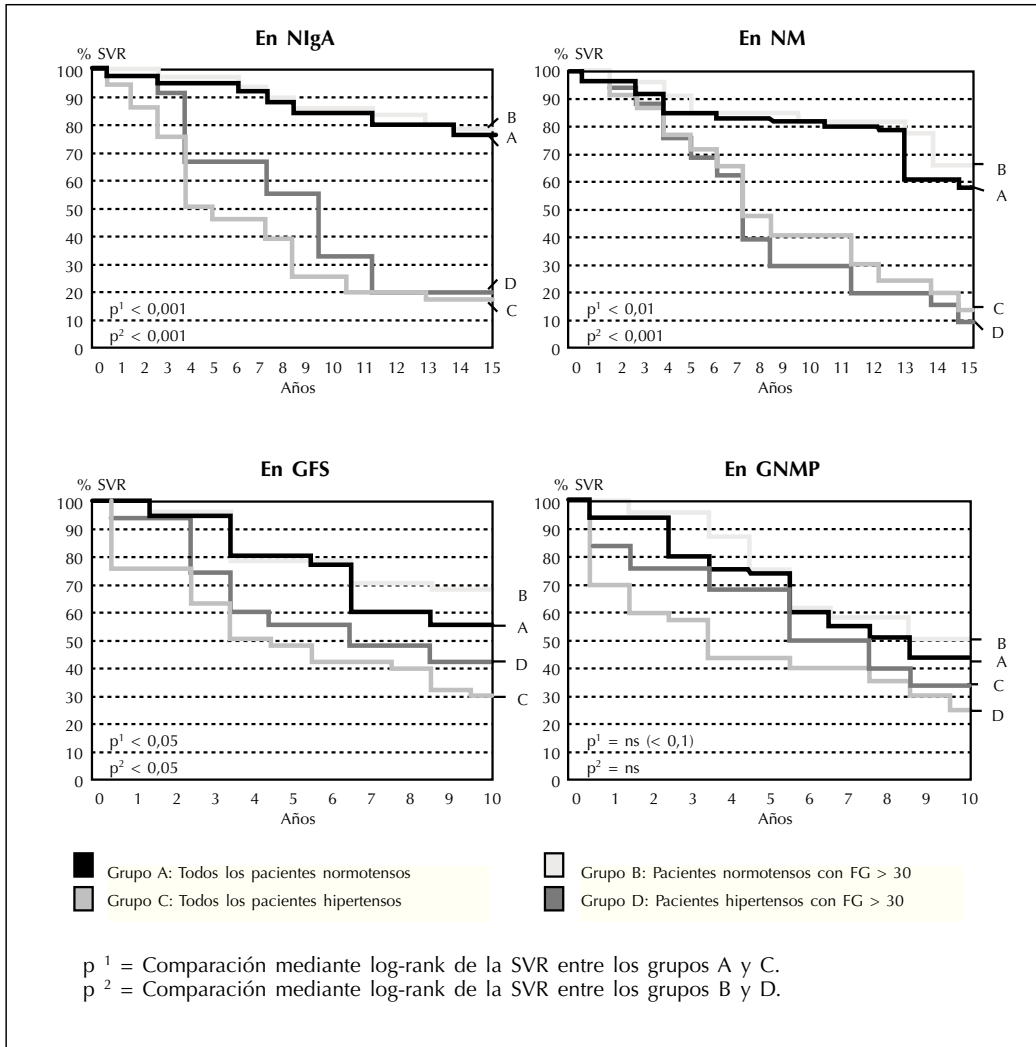 En NIgA
% SVR
100
90
80
70
60
50
40
30
20
10
0
B
A
D
C
p1 < 0,001
p2 < 0,001
0 1 2 3 4 5 6 7 8 9 10 11 12 13 15
Años
En NM
% SVR
100
90
80
70
60
50
40
30
20
10
0
B
A
C
D
p1 < 0,01
p2 < 0,001
0 1 2 3 4 5 6 7 8 9 10 11 12 13 14 15
Años
En GFS
% SVR
100
90
80
70
60
50
40
30
20
10
0
B
A
D
C
p1 < 0,05
p2 < 0,05
0 1 2 3 4 5 6 7 8 9 10
Años
En GNMP
% SVR
100
90
80
70
60
50
40
30
20
10
0
B
A
C
D
p1 = ns (< 0,1)
p2 = ns
0 1 2 3 4 5 6 7 8 9 10
Años
Grupo A: Todos los pacientes normotensos
Grupo B: Pacientes normotensos con FG > 30
Grupo C: Todos los pacientes hipertensos
Grupo D: Pacientes hipertensos con FG > 30
p 1 = Comparación mediante log-rank de la SVR entre los grupos A y C.
p 2 = Comparación mediante log-rank de la SVR entre los grupos B y D.